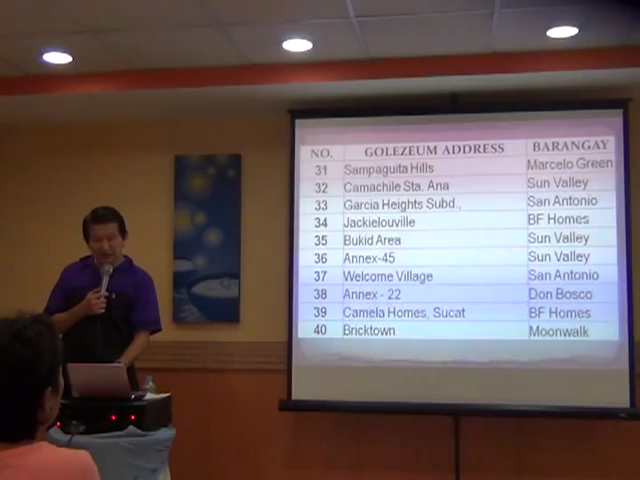 NO. GOLEZEUM ADDRESS BARANGAY
31 Sampaguita Hills Marcelo Green
32 Camachile Sta. Ana Sun Valley
33 Garcia Heights Subd., San Antonio
34 Jackielouville BF Homes
35 Bukid Area Sun Valley
36 Annex-45 Sun Valley
37 Welcome Village San Antonio
38 Annex - 22 Don Bosco
39 Camela Homes, Sucat BF Homes
40 Bricktown Moonwalk